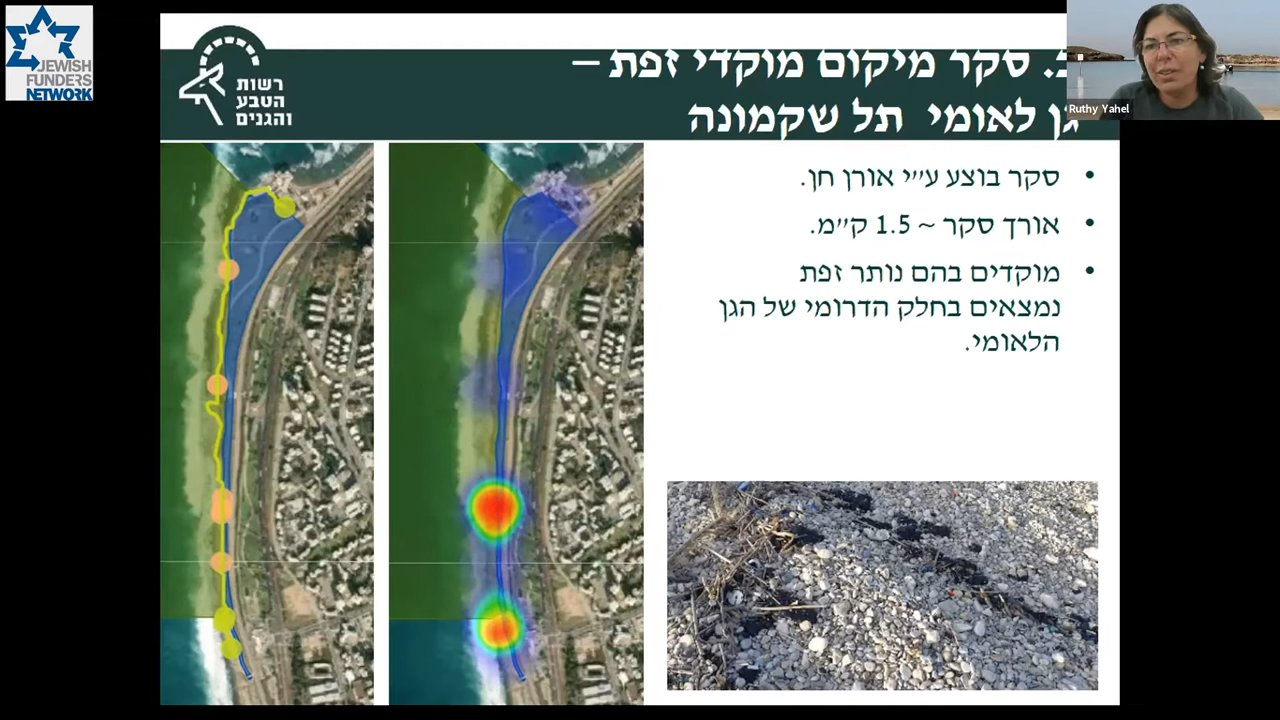 JEWISH
FUNDERS
NETWORK
רשות
הטבע
והגנים
סקר מיקום מוקדי זפת –
גן לאומי תל שקמונה
Ruthy Yahel
• סקר בוצע ע״י אורן חן.
• אורך סקר ~ 1.5 ק״מ.
• מוקדים בהם נותר זפת
נמצאים בחלק הדרומי של הגן
הלאומי.